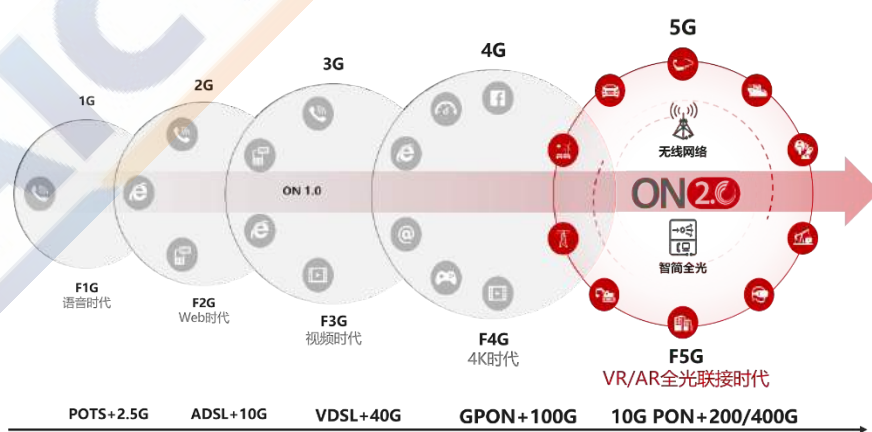 1G
2G
3G
4G
5G
无线网络
ON 1.0
ON 2.0
智简全光
F1G
语音时代
F2G
Web时代
F3G
视频时代
F4G
4K时代
F5G
VR/AR全光联接时代
POTS+2.5G
ADSL+10G
VDSL+40G
GPON+100G
10G PON+200/400G